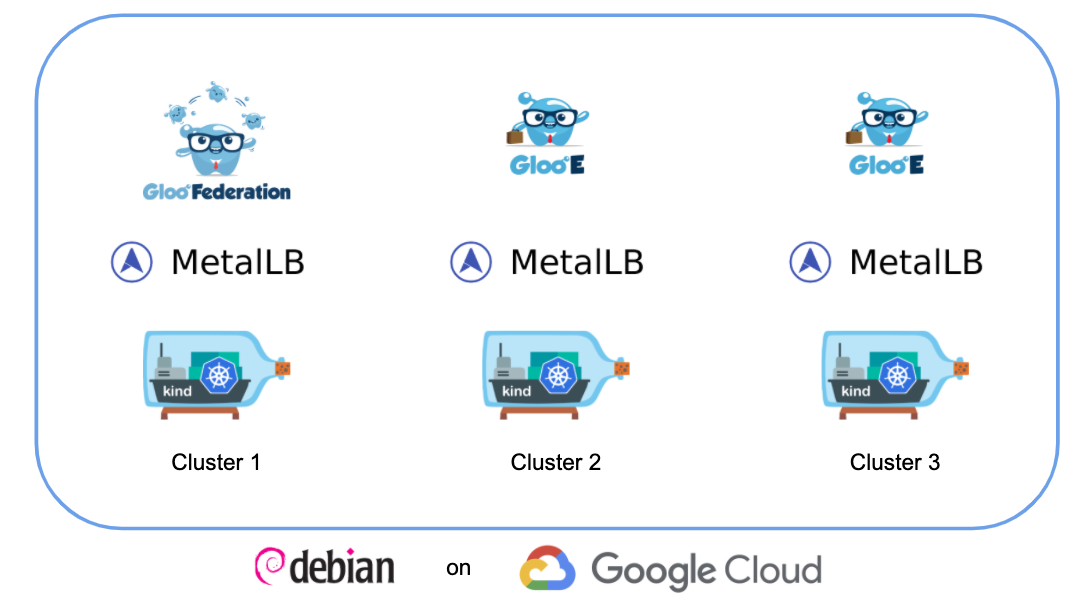 Gloo Federation
Gloo E
Gloo E
MetalLB
MetalLB
MetalLB
kind
kind
kind
Cluster 1
Cluster 2
Cluster 3
debian on Google Cloud